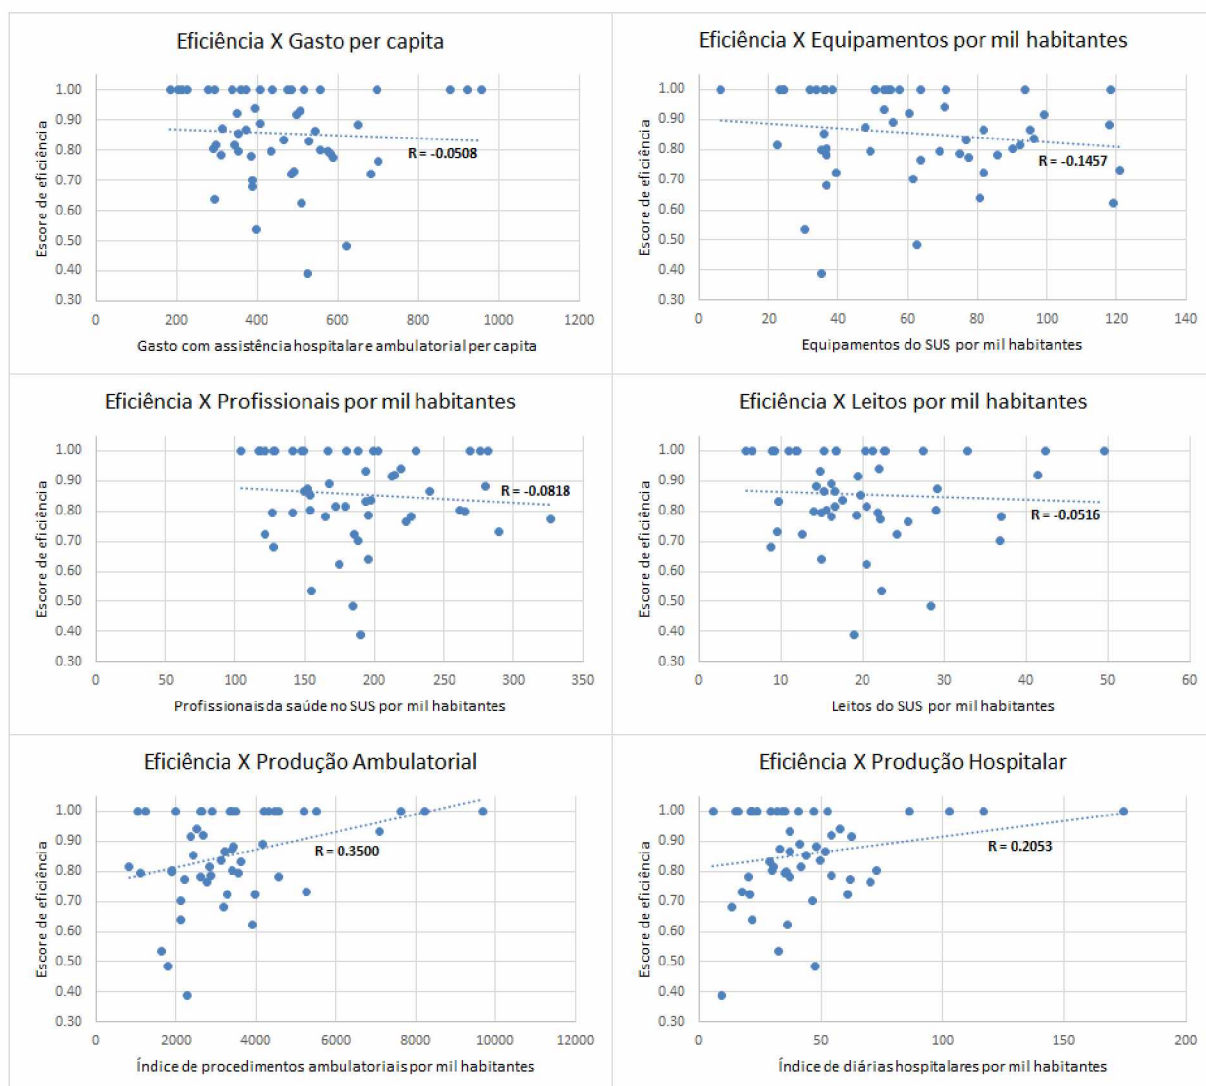 Eficiência X Gasto per capita
Escore de eficiência
1.00
0.90
0.80
0.70
0.60
0.50
0.40
0.30
R = -0.0508
0 200 400 600 800 1000 1200
Gasto com assistência hospitalar e ambulatorial per capita
Eficiência X Equipamentos por mil habitantes
Escore de eficiência
1.00
0.90
0.80
0.70
0.60
0.50
0.40
0.30
R = -0.1457
0 20 40 60 80 100 120 140
Equipamentos do SUS por mil habitantes
Eficiência X Profissionais por mil habitantes
Escore de eficiência
1.00
0.90
0.80
0.70
0.60
0.50
0.40
0.30
R = -0.0818
0 50 100 150 200 250 300 350
Profissionais da saúde no SUS por mil habitantes
Eficiência X Leitos por mil habitantes
Escore de eficiência
1.00
0.90
0.80
0.70
0.60
0.50
0.40
0.30
R = -0.0516
0 10 20 30 40 50 60
Leitos do SUS por mil habitantes
Eficiência X Produção Ambulatorial
Escore de eficiência
1.00
0.90
0.80
0.70
0.60
0.50
0.40
0.30
R = 0.3500
0 2000 4000 6000 8000 10000 12000
Índice de procedimentos ambulatoriais por mil habitantes
Eficiência X Produção Hospitalar
Escore de eficiência
1.00
0.90
0.80
0.70
0.60
0.50
0.40
0.30
R = 0.2053
0 50 100 150 200
Índice de diárias hospitalares por mil habitantes